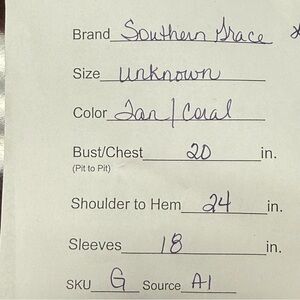 Brand Southern Grace
Size unknown
Color Tan/Coral
Bust/Chest 20 in.
(Pit to Pit)
Shoulder to Hem 24 in.
Sleeves 18 in.
SKU G Source A1